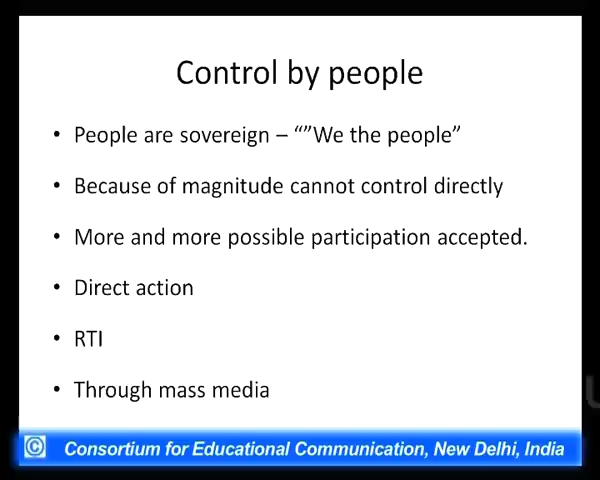 Control by people
• People are sovereign – “”We the people”
• Because of magnitude cannot control directly
• More and more possible participation accepted.
• Direct action
• RTI
• Through mass media
© Consortium for Educational Communication, New Delhi, India